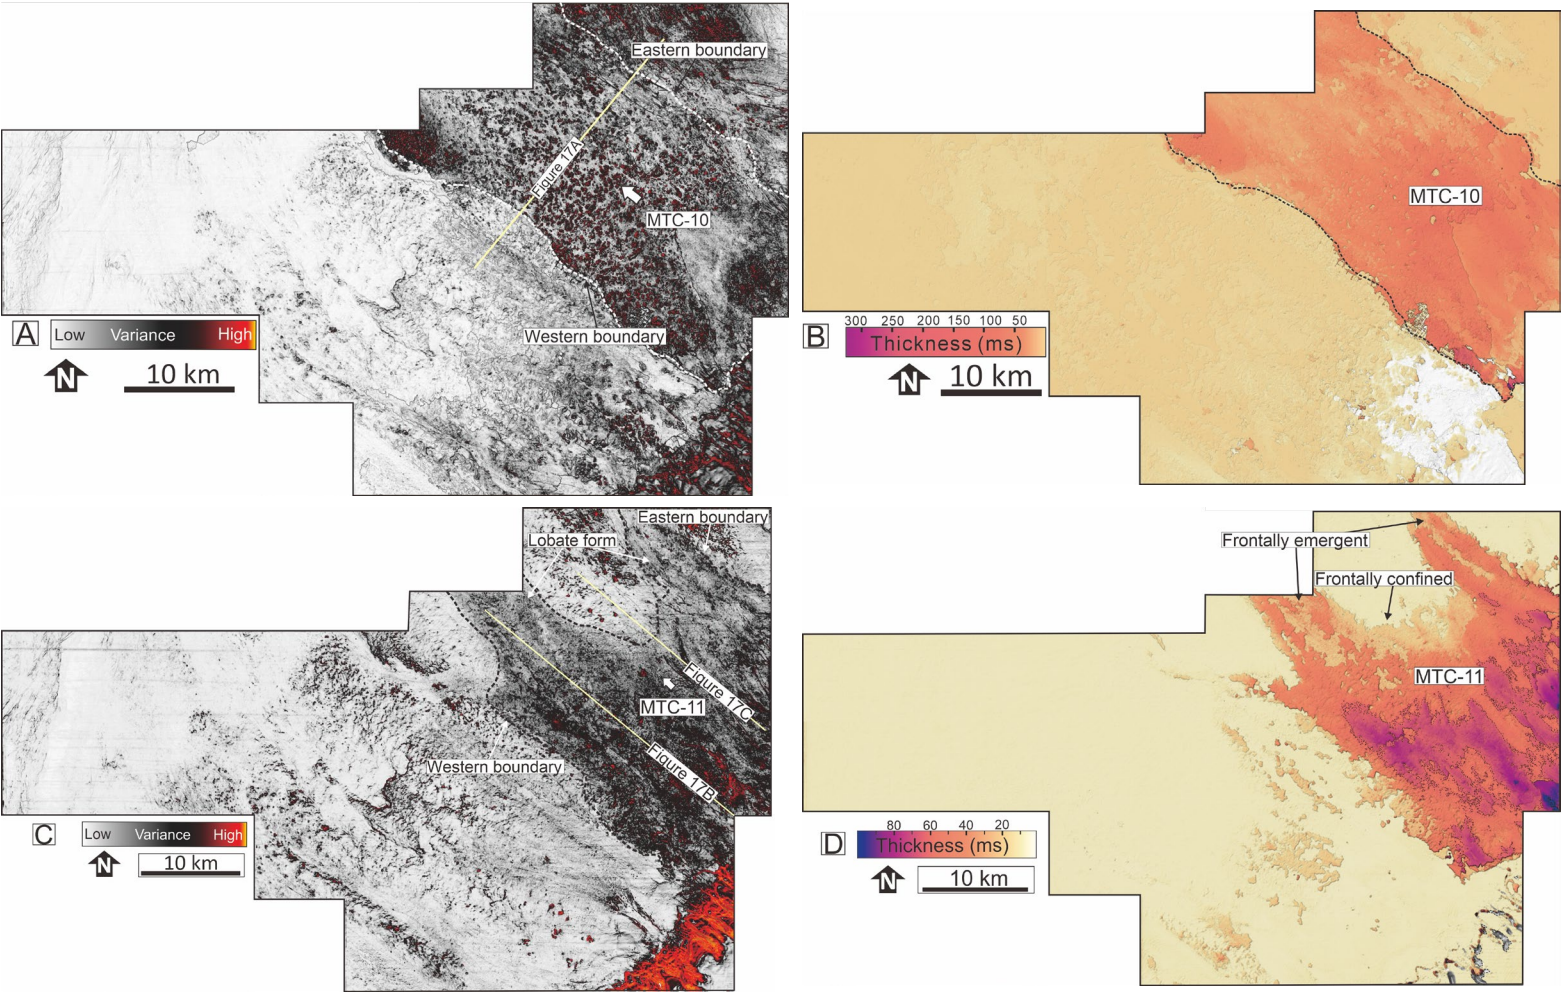 Eastern boundary
Figure 17A
MTC-10
Western boundary
A
Low Variance High
N
10 km
MTC-10
300 250 200 150 100 50
B
Thickness (ms)
N
10 km
Eastern boundary
Lobate form
MTC-11
Figure 17C
Western boundary
Figure 17B
C
Low Variance High
N
10 km
Frontally emergent
Frontally confined
MTC-11
80 60 40 20
D
Thickness (ms)
N
10 km